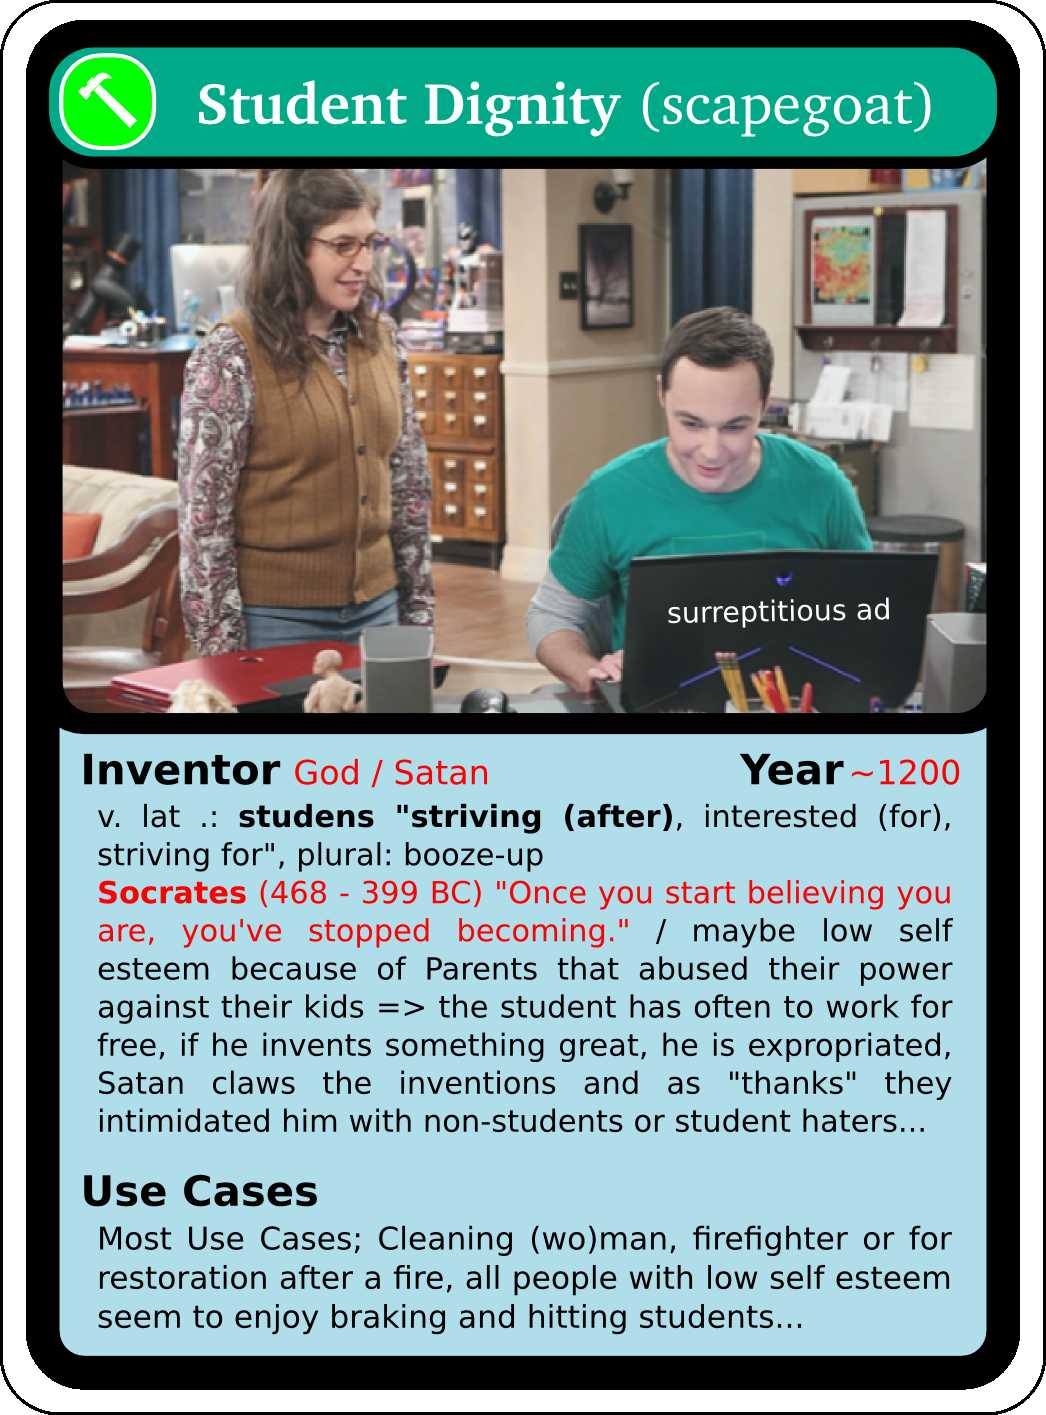 Student Dignity (scapegoat)
surreptitious ad
Inventor God / Satan Year ~1200
v. lat .: studens "striving (after), interested (for),
striving for", plural: booze-up
Socrates (468 - 399 BC) "Once you start believing you
are, you've stopped becoming." / maybe low self
esteem because of Parents that abused their power
against their kids => the student has often to work for
free, if he invents something great, he is expropriated,
Satan claws the inventions and as "thanks" they
intimidated him with non-students or student haters...
Use Cases
Most Use Cases; Cleaning (wo)man, firefighter or for
restoration after a fire, all people with low self esteem
seem to enjoy braking and hitting students...